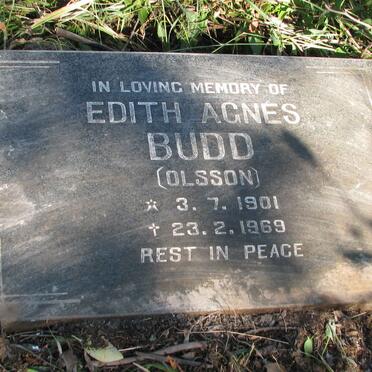 IN LOVING MEMORY OF
EDITH AGNES
BUDD
(OLSSON)
* 3. 7. 1901
† 23. 2. 1969
REST IN PEACE